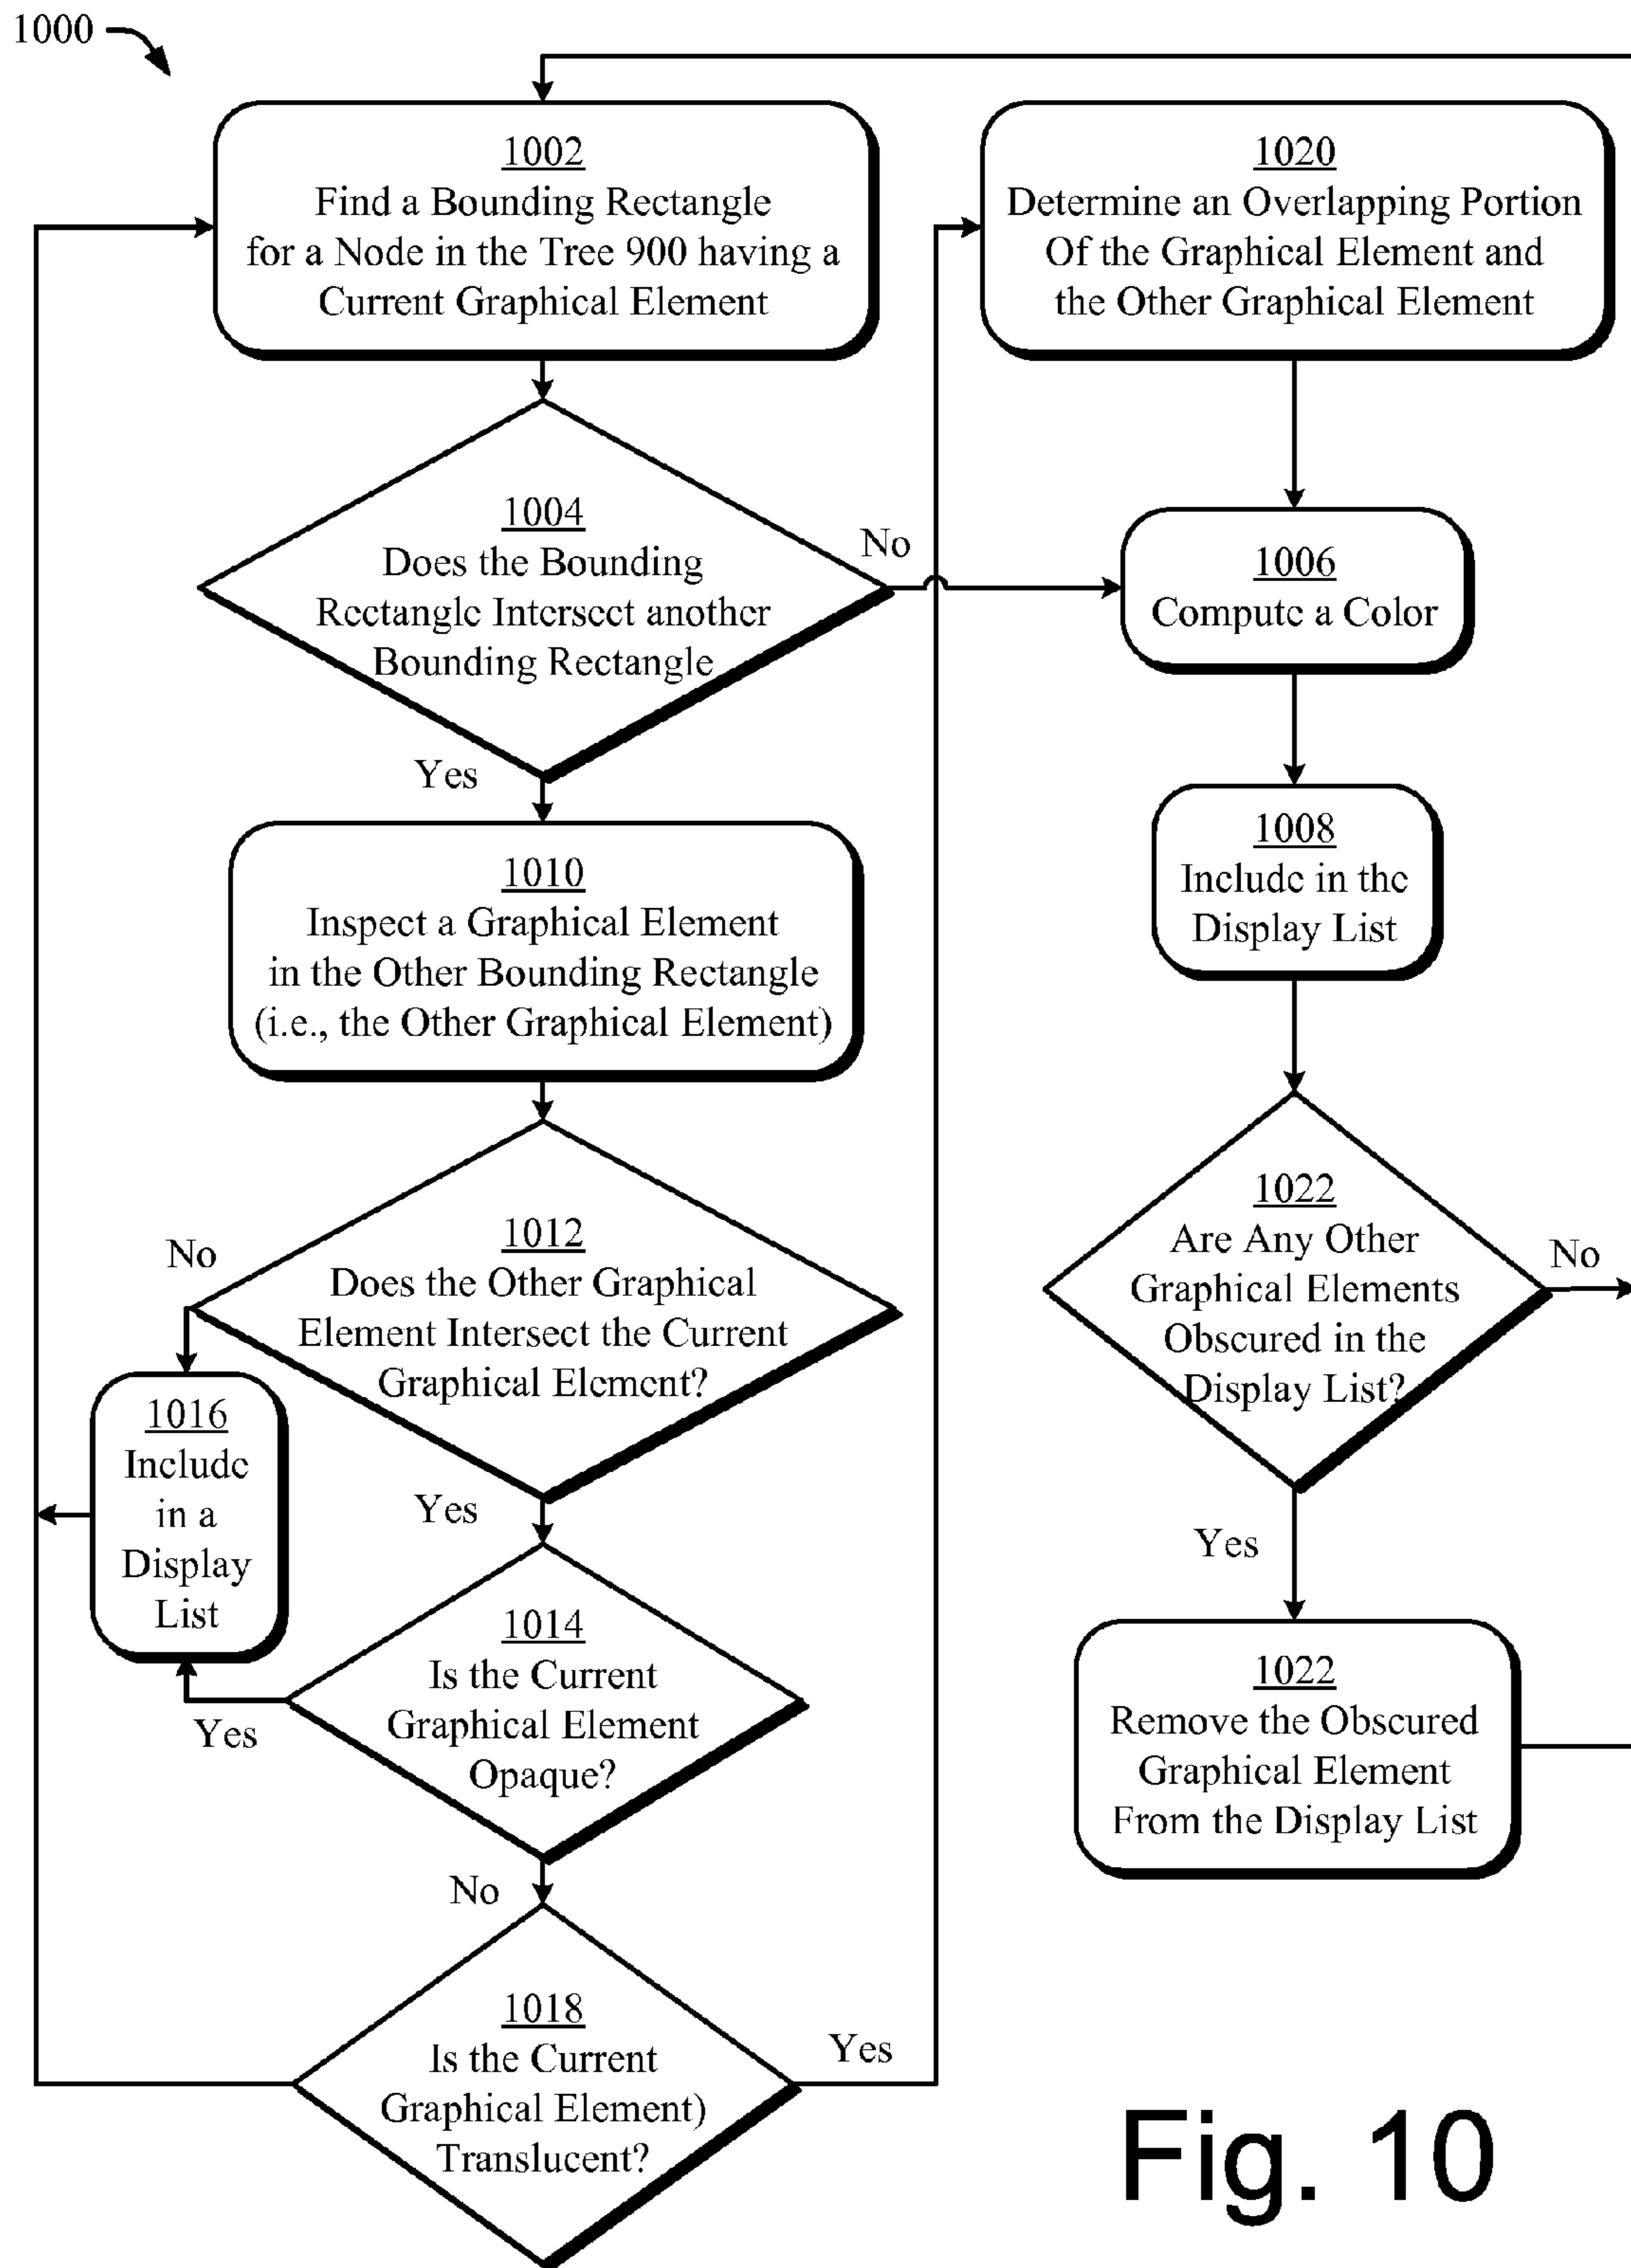 1000
1002
Find a Bounding Rectangle
for a Node in the Tree 900 having a
Current Graphical Element
1004
Does the Bounding
Rectangle Intersect another
Bounding Rectangle
No
Yes
1010
Inspect a Graphical Element
in the Other Bounding Rectangle
(i.e., the Other Graphical Element)
1012
Does the Other Graphical
Element Intersect the Current
Graphical Element?
No
Yes
1016
Include
in a
Display
List
1014
Is the Current
Graphical Element
Opaque?
Yes
No
1018
Is the Current
Graphical Element)
Translucent?
Yes
1020
Determine an Overlapping Portion
Of the Graphical Element and
the Other Graphical Element
1006
Compute a Color
1008
Include in the
Display List
1022
Are Any Other
Graphical Elements
Obscured in the
Display List?
No
Yes
1022
Remove the Obscured
Graphical Element
From the Display List
Fig. 10